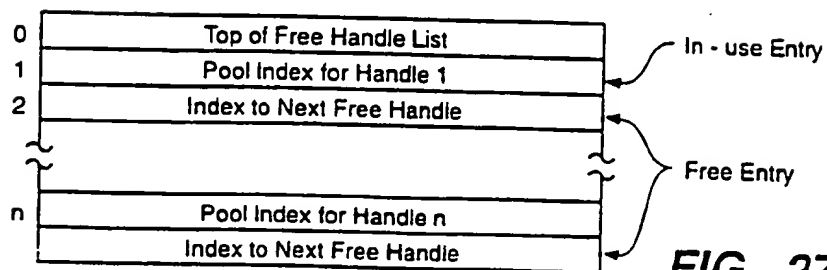 0 Top of Free Handle List
In - use Entry
1 Pool Index for Handle 1
2 Index to Next Free Handle
Free Entry
n Pool Index for Handle n
Index to Next Free Handle
FIG 27